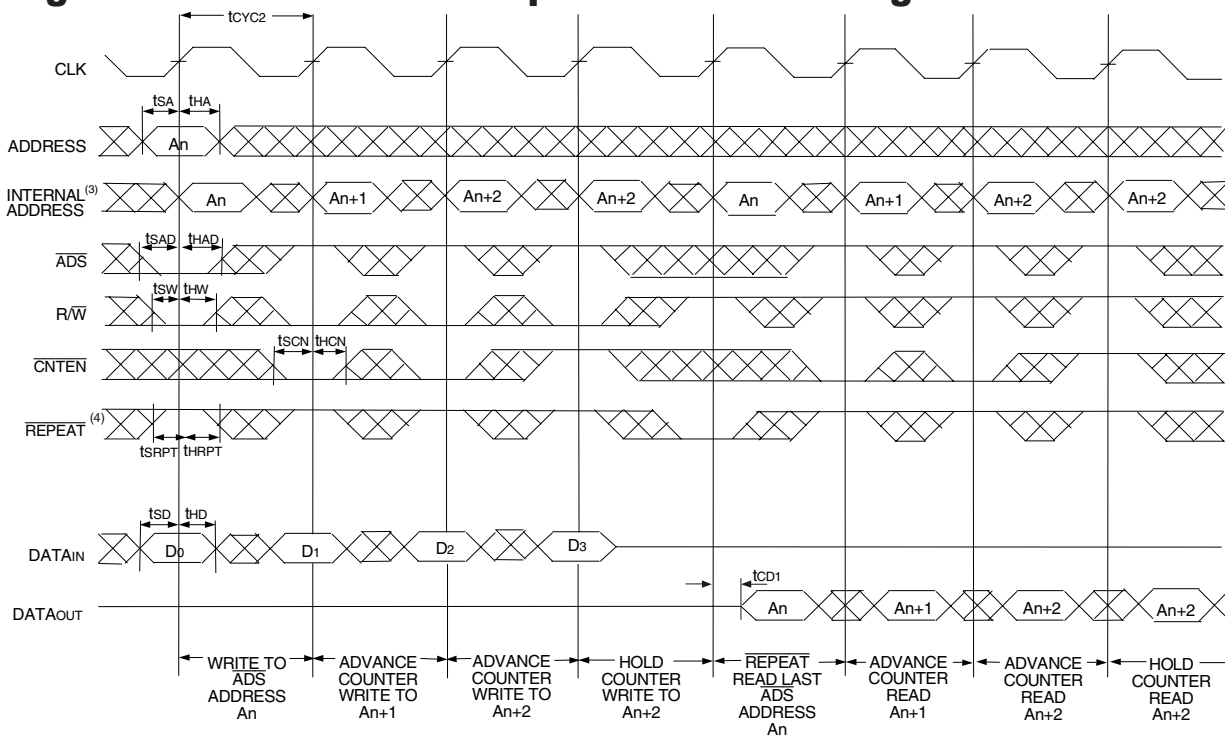 tCYC2
CLK
tSA tHA
ADDRESS An
INTERNAL(3) ADDRESS An An+1 An+2 An+2 An An+1 An+2 An+2
tSAD tHAD
ADS
tSW tHW
R/W
tSCN tHCN
CNTEN
REPEAT (4)
tSRPT tHRPT
tSD tHD
DATAIN D0 D1 D2 D3
tCD1
DATAOUT An An+1 An+2 An+2
WRITE TO ADS ADDRESS An
ADVANCE COUNTER WRITE TO An+1
ADVANCE COUNTER WRITE TO An+2
HOLD COUNTER WRITE TO An+2
REPEAT READ LAST ADS ADDRESS An
ADVANCE COUNTER READ An+1
ADVANCE COUNTER READ An+2
HOLD COUNTER READ An+2